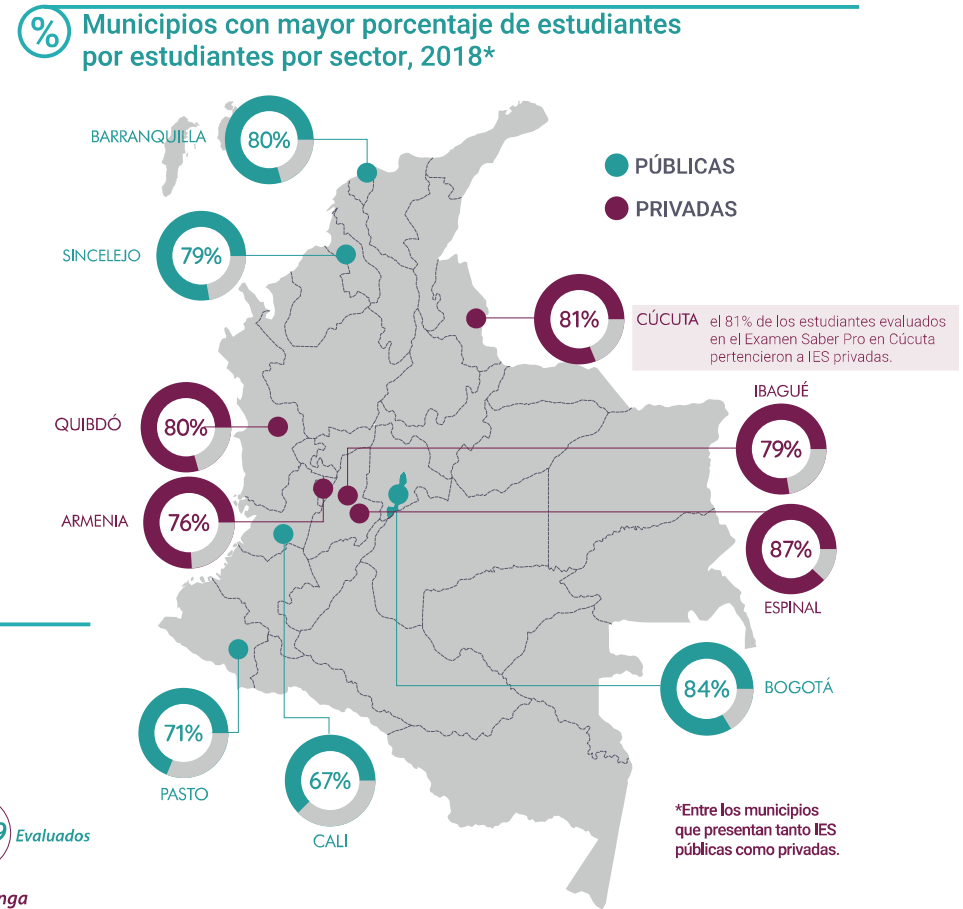 %
Municipios con mayor porcentaje de estudiantes
por estudiantes por sector, 2018*
BARRANQUILLA
80%
PÚBLICAS
PRIVADAS
SINCELEJO
79%
81%
CÚCUTA
el 81% de los estudiantes evaluados
en el Examen Saber Pro en Cúcuta
pertencieron a IES privadas.
QUIBDÓ
80%
IBAGUÉ
79%
ARMENIA
76%
87%
ESPINAL
84%
BOGOTÁ
71%
PASTO
67%
CALI
*Entre los municipios
que presentan tanto IES
públicas como privadas.
9 Evaluados
nga